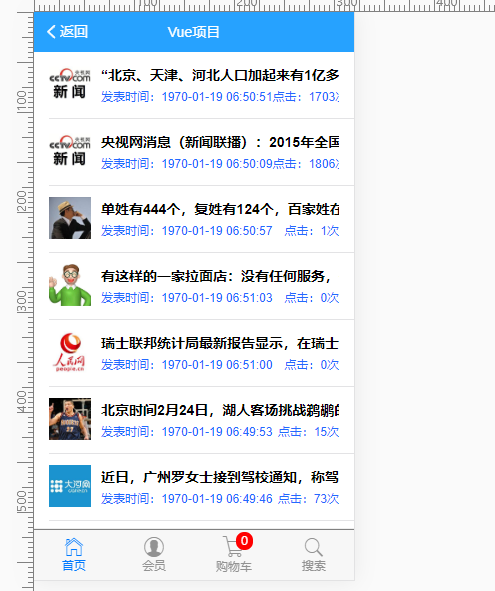 100
200
300
400
返回
Vue项目
央视网
CCTV.com
新闻
“北京、天津、河北人口加起来有1亿多
发表时间：1970-01-19 06:50:51点击：1703次
100
央视网
CCTV.com
新闻
央视网消息（新闻联播）：2015年全国
发表时间：1970-01-19 06:50:09点击：1806次
200
单姓有444个，复姓有124个，百家姓在
发表时间：1970-01-19 06:50:57 点击：1次
300
有这样的一家拉面店：没有任何服务，
发表时间：1970-01-19 06:51:03 点击：0次
人民网
people.cn
瑞士联邦统计局最新报告显示，在瑞士
发表时间：1970-01-19 06:51:00 点击：0次
400
北京时间2月24日，湖人客场挑战鹈鹕的
发表时间：1970-01-19 06:49:53 点击：15次
500
大河网
近日，广州罗女士接到驾校通知，称驾
发表时间：1970-01-19 06:49:46 点击：73次
0
首页
会员
购物车
搜索